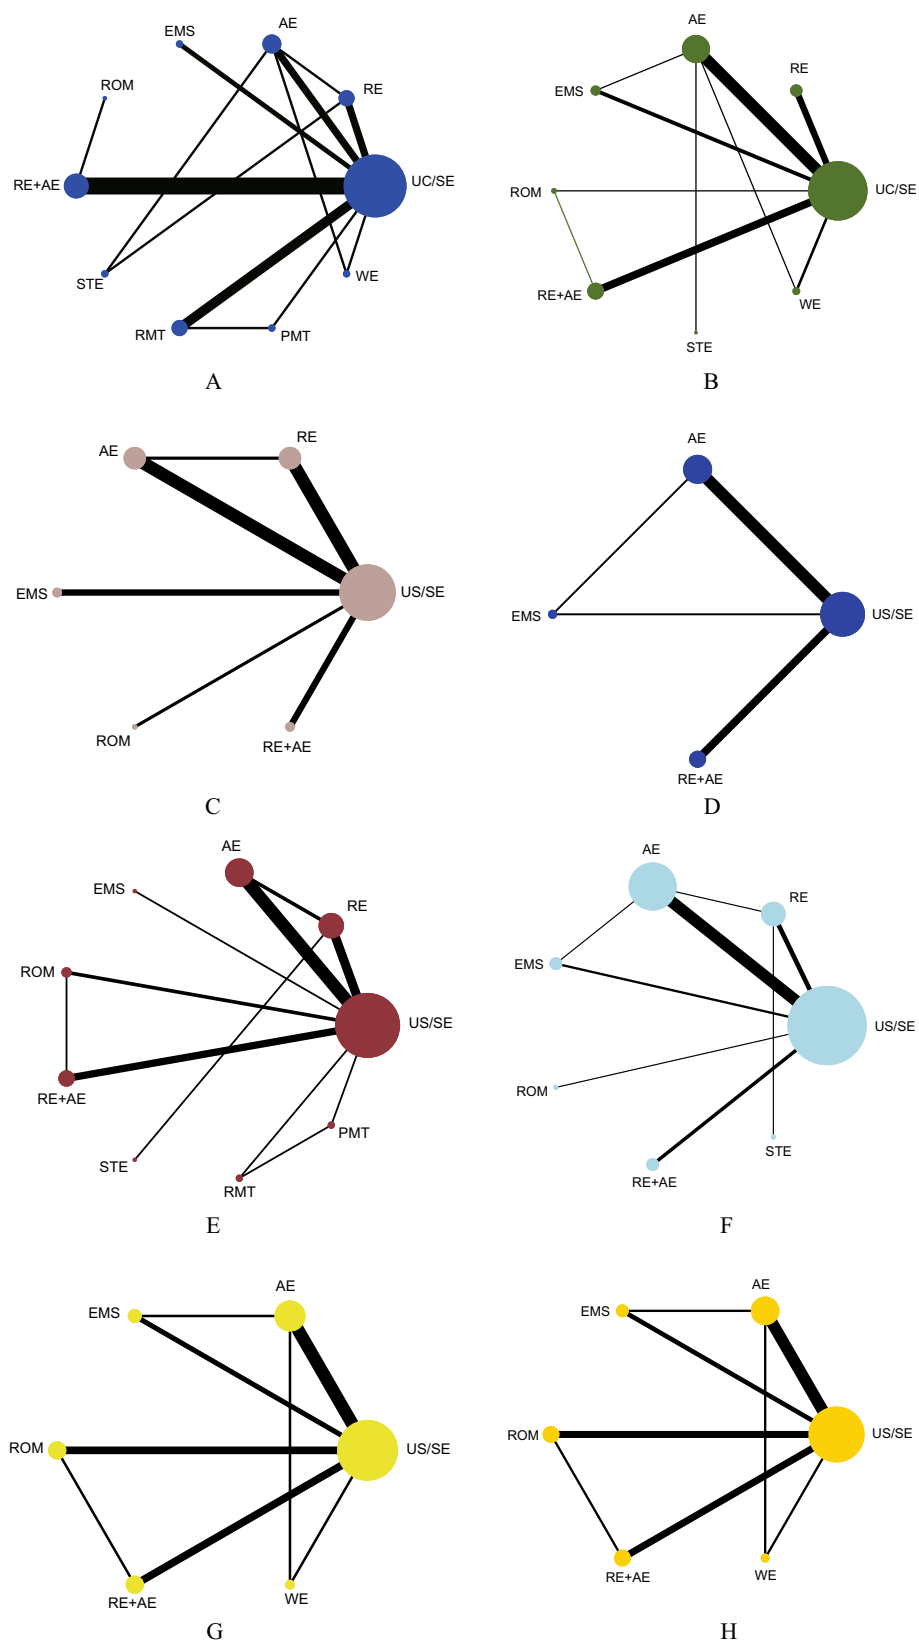 AE
EMS
RE
ROM
RE+AE
UC/SE
STE
WE
RMT
PMT
A
AE
RE
EMS
ROM
UC/SE
RE+AE
WE
STE
B
RE
AE
EMS
US/SE
ROM
RE+AE
C
AE
EMS
US/SE
RE+AE
D
AE
EMS
RE
ROM
US/SE
RE+AE
PMT
STE
RMT
E
AE
RE
EMS
US/SE
ROM
STE
RE+AE
F
AE
EMS
ROM
US/SE
RE+AE
WE
G
AE
EMS
ROM
US/SE
RE+AE
WE
H